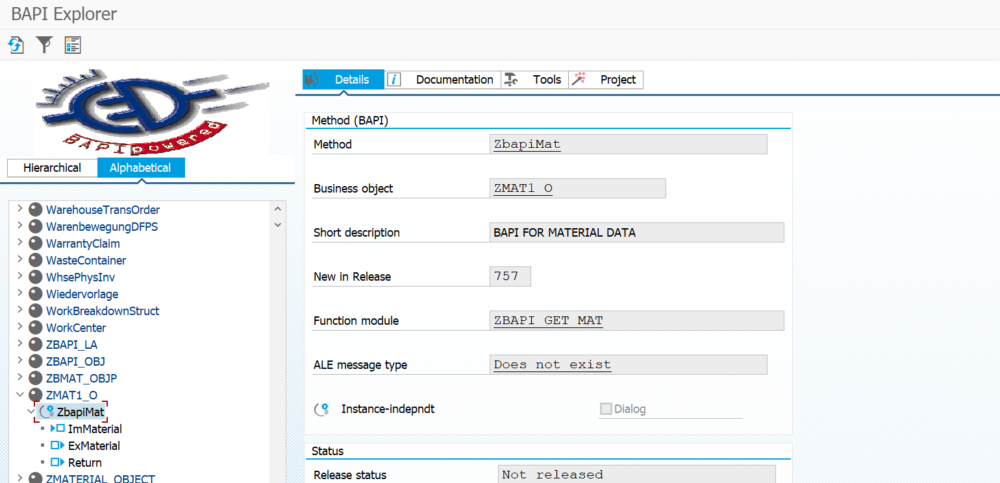 BAPI Explorer
BAPI powered
Hierarchical
Alphabetical
WarehouseTransOrder
WarenbewegungDFPS
WarrantyClaim
WasteContainer
WhsePhysInv
Wiedervorlage
WorkBreakdownStruct
WorkCenter
ZBAPI_LA
ZBAPI_OBJ
ZBMAT_OBJP
ZMAT1_O
ZbapiMat
ImMaterial
ExMaterial
Return
ZMATERIAL_OBJECT
Details
Documentation
Tools
Project
Method (BAPI)
Method ZbapiMat
Business object ZMAT1_O
Short description BAPI FOR MATERIAL DATA
New in Release 757
Function module ZBAPI_GET_MAT
ALE message type Does not exist
Instance-indepndt Dialog
Status
Release status Not released